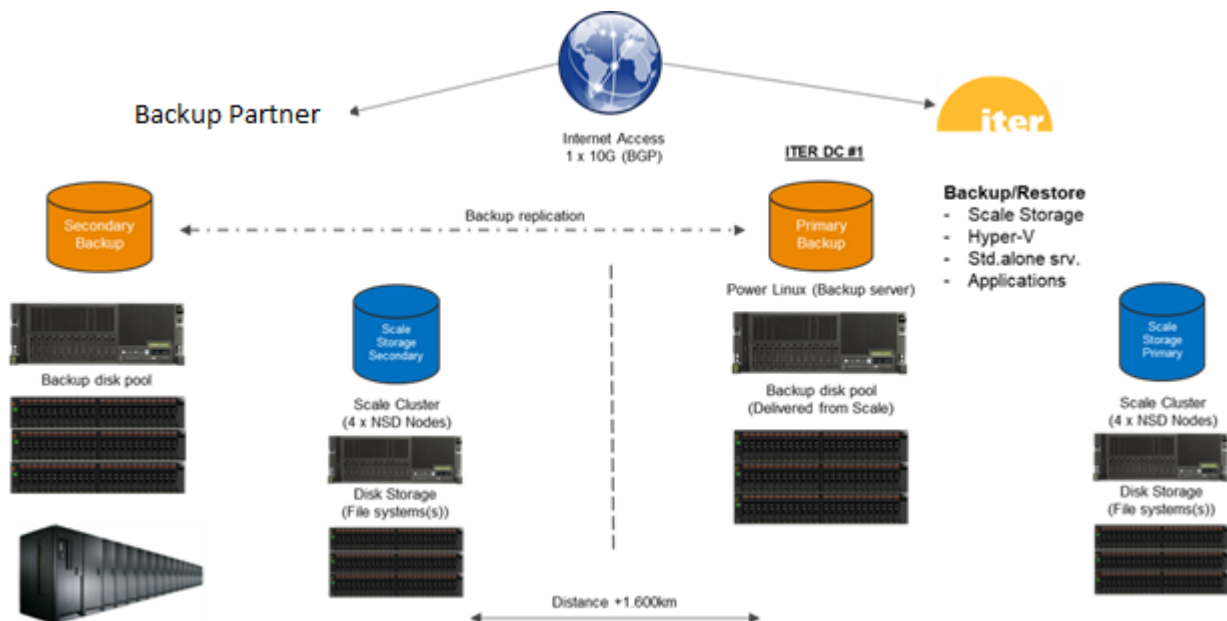 Backup Partner
Internet Access
1 x 10G (BGP)
iter
ITER DC #1
Secondary
Backup
Backup replication
Primary
Backup
Backup/Restore
- Scale Storage
- Hyper-V
- Std.alone srv.
- Applications
Power Linux (Backup server)
Scale
Storage
Secondary
Scale
Storage
Primary
Backup disk pool
Backup disk pool
(Delivered from Scale)
Scale Cluster
(4 x NSD Nodes)
Scale Cluster
(4 x NSD Nodes)
Disk Storage
(File systems(s))
Disk Storage
(File systems(s))
Distance +1.600km